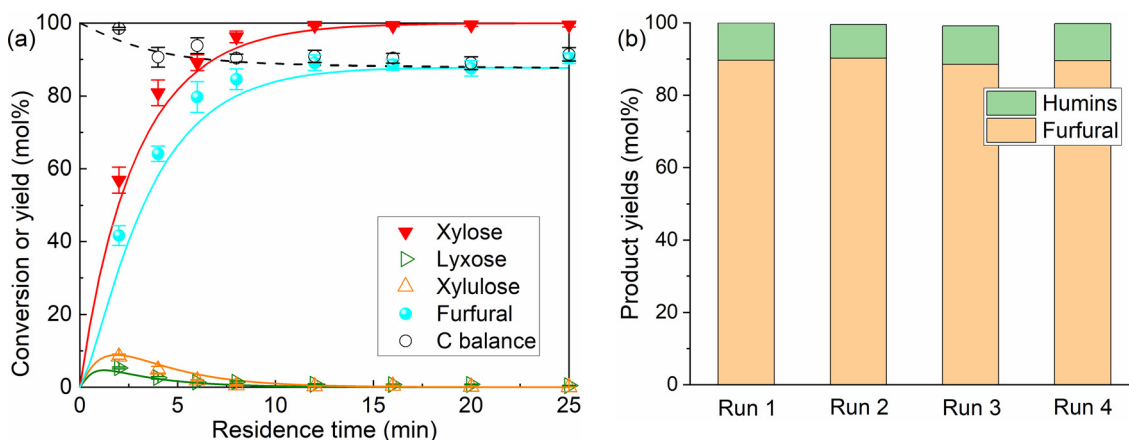 (a)
Conversion or yield (mol%)
100
80
60
40
20
0
Xylose
Lyxose
Xylulose
Furfural
C balance
0
5
10
15
20
25
Residence time (min)
(b)
Product yields (mol%)
100
80
60
40
20
0
Humins
Furfural
Run 1
Run 2
Run 3
Run 4